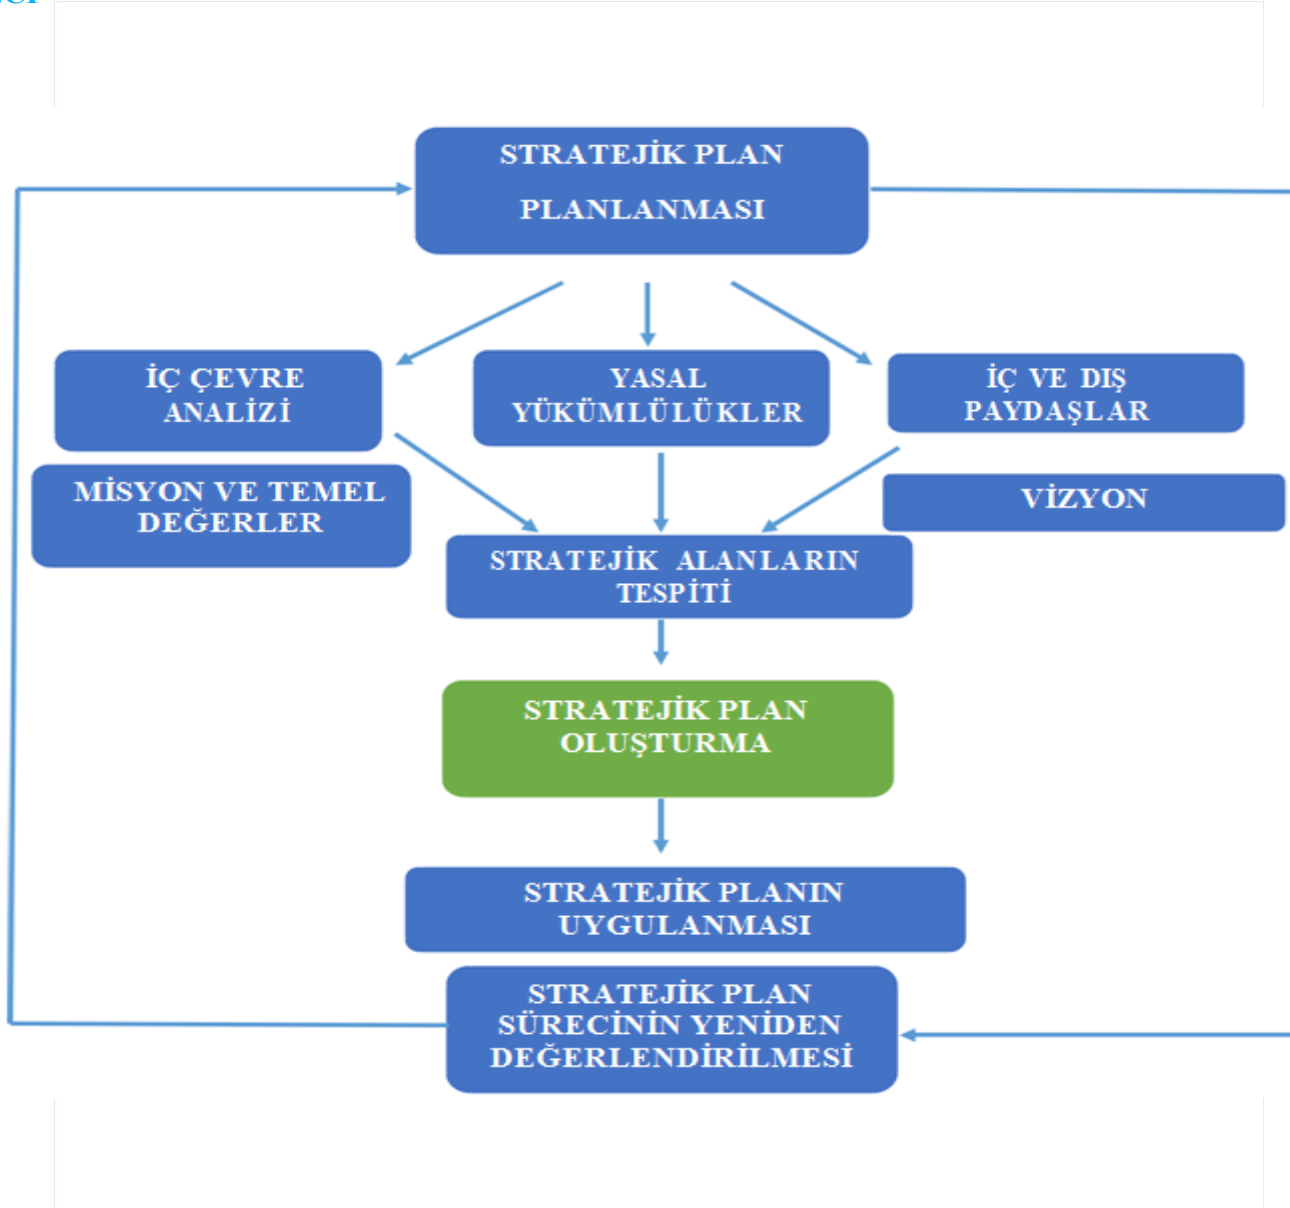 STRATEJİK PLAN
PLANLANMASI
İÇ ÇEVRE
ANALİZİ
YASAL
YÜKÜMLÜLÜKLER
İÇ VE DIŞ
PAYDAŞLAR
MİSYON VE TEMEL
DEĞERLER
VİZYON
STRATEJİK ALANLARIN
TESPİTİ
STRATEJİK PLAN
OLUŞTURMA
STRATEJİK PLANIN
UYGULANMASI
STRATEJİK PLAN
SÜRECİNİN YENİDEN
DEĞERLENDİRİLMESİ